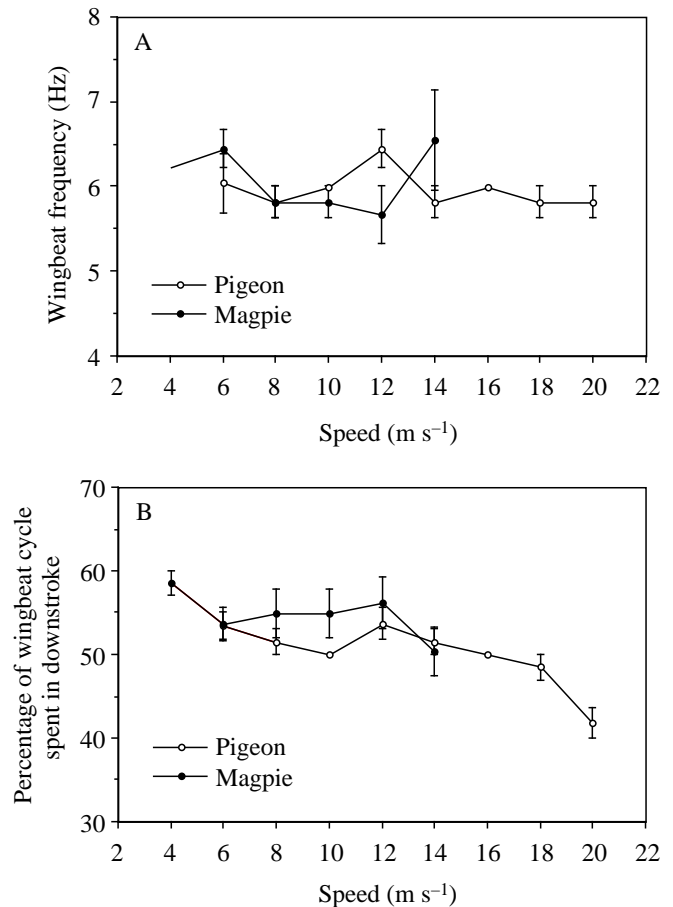 8
A
7
6
5
4
Wingbeat frequency (Hz)
Pigeon
Magpie
2 4 6 8 10 12 14 16 18 20 22
Speed (m s–1)
70
B
60
50
40
30
Percentage of wingbeat cycle
spent in downstroke
Pigeon
Magpie
2 4 6 8 10 12 14 16 18 20 22
Speed (m s–1)